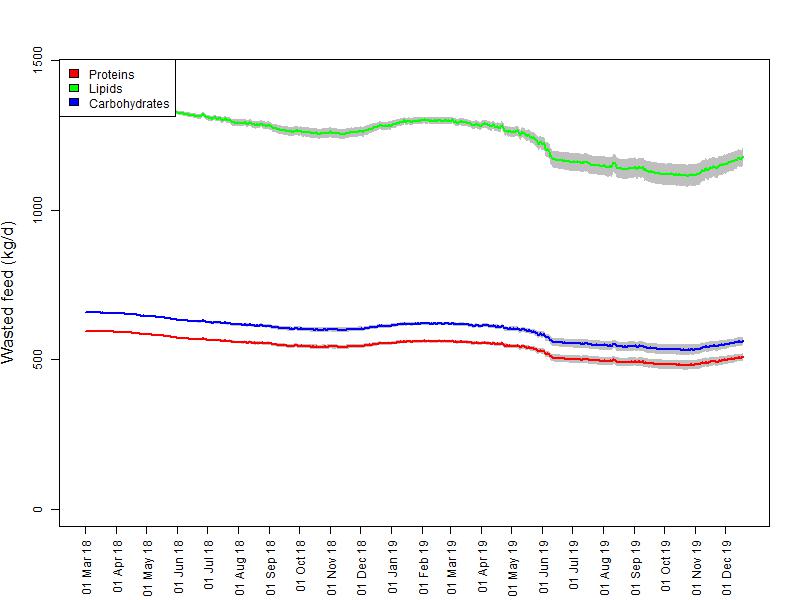 1500
1000
500
0
Wasted feed (kg/d)
Proteins
Lipids
Carbohydrates
01 Mar 18
01 Apr 18
01 May 18
01 Jun 18
01 Jul 18
01 Aug 18
01 Sep 18
01 Oct 18
01 Nov 18
01 Dec 18
01 Jan 19
01 Feb 19
01 Mar 19
01 Apr 19
01 May 19
01 Jun 19
01 Jul 19
01 Aug 19
01 Sep 19
01 Oct 19
01 Nov 19
01 Dec 19